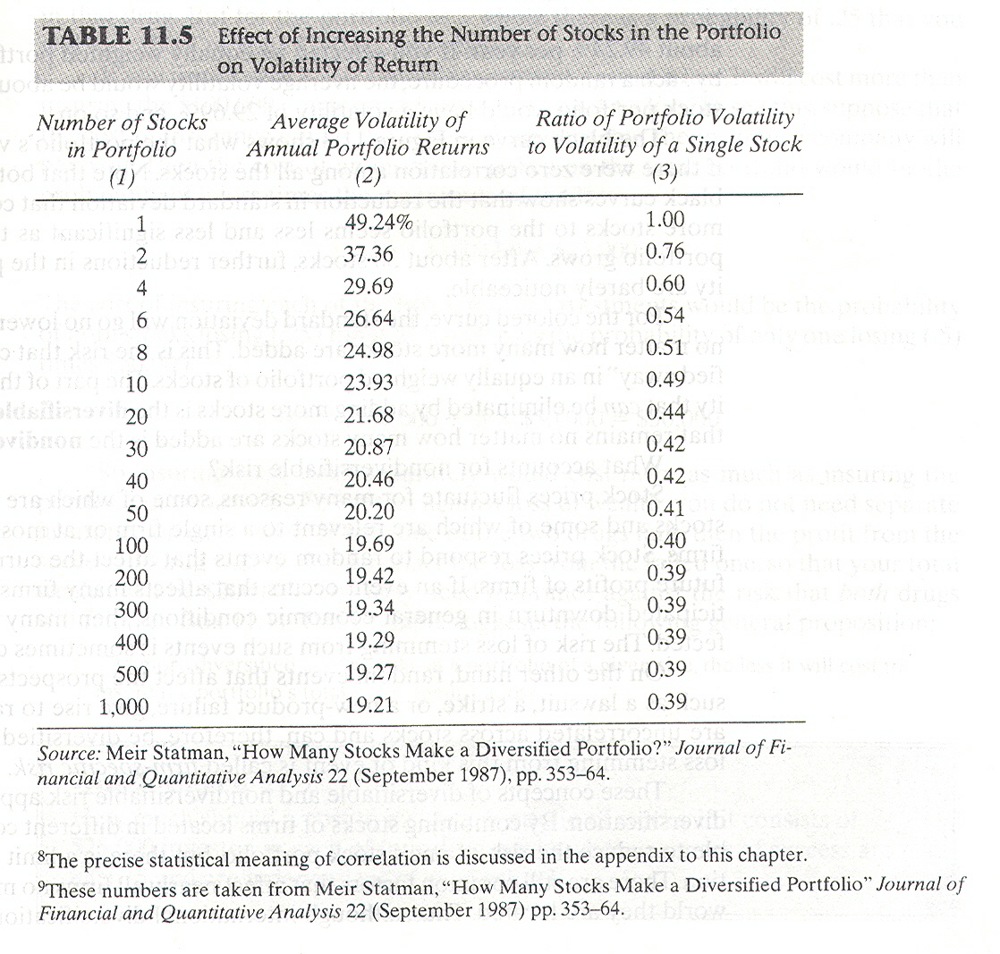 TABLE 11.5 Effect of Increasing the Number of Stocks in the Portfolio
on Volatility of Return
Number of Stocks in Portfolio (1) Average Volatility of Annual Portfolio Returns (2) Ratio of Portfolio Volatility to Volatility of a Single Stock (3)
1 49.24% 1.00
2 37.36 0.76
4 29.69 0.60
6 26.64 0.54
8 24.98 0.51
10 23.93 0.49
20 21.68 0.44
30 20.87 0.42
40 20.46 0.42
50 20.20 0.41
100 19.69 0.40
200 19.42 0.39
300 19.34 0.39
400 19.29 0.39
500 19.27 0.39
1,000 19.21 0.39
Source: Meir Statman, “How Many Stocks Make a Diversified Portfolio?” Journal of Fi-
nancial and Quantitative Analysis 22 (September 1987), pp. 353–64.
⁸The precise statistical meaning of correlation is discussed in the appendix to this chapter.
⁹These numbers are taken from Meir Statman, “How Many Stocks Make a Diversified Portfolio” Journal of
Financial and Quantitative Analysis 22 (September 1987) pp. 353–64.